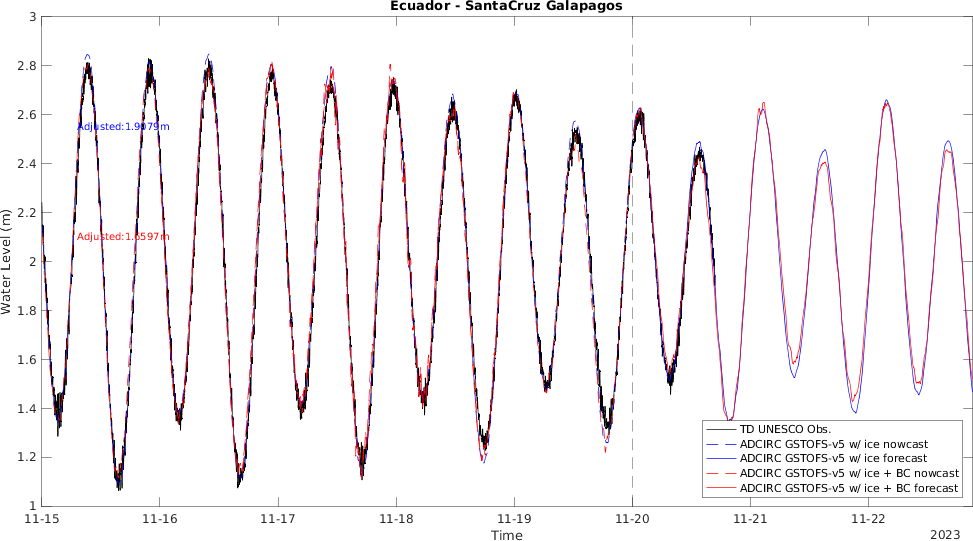 Ecuador - SantaCruz Galapagos
3
2.8
2.6
2.4
2.2
2
1.8
1.6
1.4
1.2
1
Water Level (m)
Adjusted:1.9079m
Adjusted:1.6597m
TD UNESCO Obs.
ADCIRC GSTOFS-v5 w/ ice nowcast
ADCIRC GSTOFS-v5 w/ ice forecast
ADCIRC GSTOFS-v5 w/ ice + BC nowcast
ADCIRC GSTOFS-v5 w/ ice + BC forecast
11-15 11-16 11-17 11-18 11-19 11-20 11-21 11-22
Time
2023